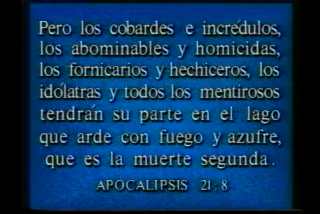 Pero los cobardes e incrédulos,
los abominables y homicidas,
los fornicarios y hechiceros, los
idólatras y todos los mentirosos
tendrán su parte en el lago
que arde con fuego y azufre,
que es la muerte segunda.
APOCALIPSIS 21:8